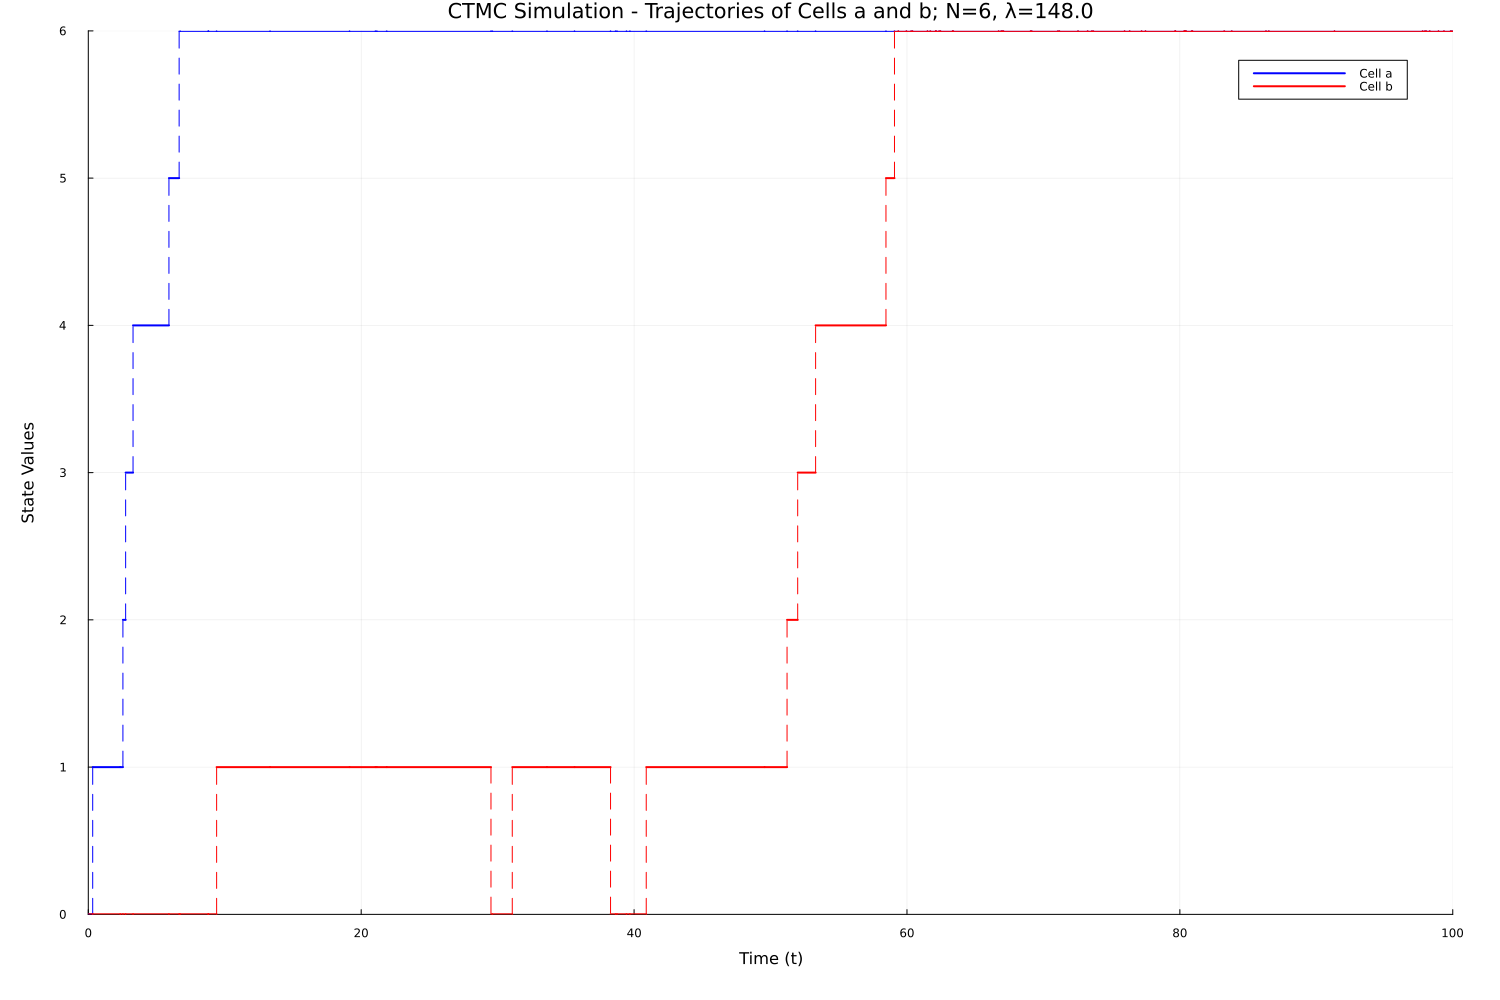 CTMC Simulation - Trajectories of Cells a and b; N=6, λ=148.0
6
Cell a
Cell b
5
4
State Values
3
2
1
0
0 20 40 60 80 100
Time (t)